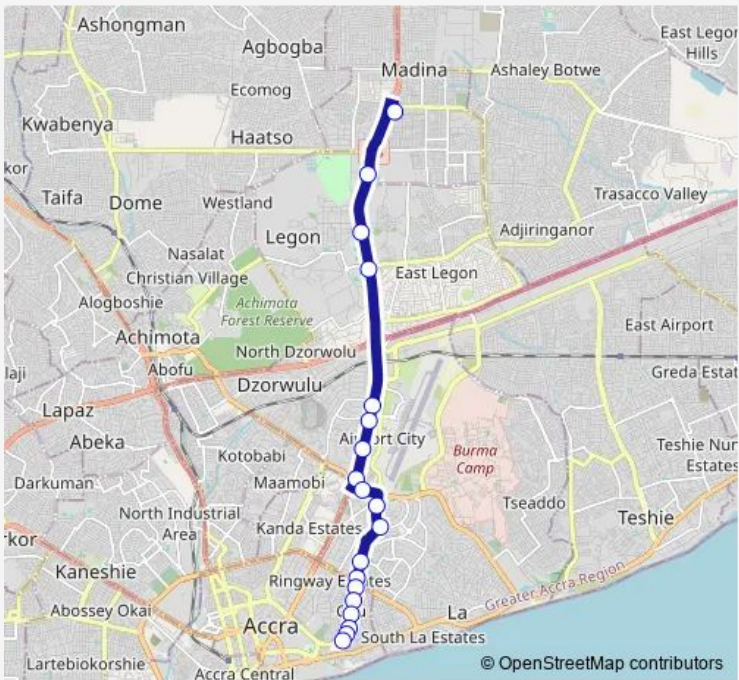 Ashongman
East Legon
Hills
Agbogba
Madina
Ashaley Botwe
Ecomog
Kwabenya
Haatso
kor
Taifa
Dome
Westland
Trasacco Valley
Legon
Adjiringanor
Nasalat
Christian Village
East Legon
Alogboshie
Achimota
Forest Reserve
Achimota
East Airport
North Dzorwolu
laji
Abofu
Dzorwulu
Greda Estat
Lapaz
Abeka
Airport City
Teshie Nun
Estates
Burma
Camp
Kotobabi
Darkuman
Maamobi
Tseaddo
North Industrial
Area
Teshie
Kanda Estates
rkor
Kaneshie
Ringway Estates
Greater Accra Region
Abossey Okai
La
Accra
South La Estates
Lartebiokorshie
Accra Central
© OpenStreetMap contributors